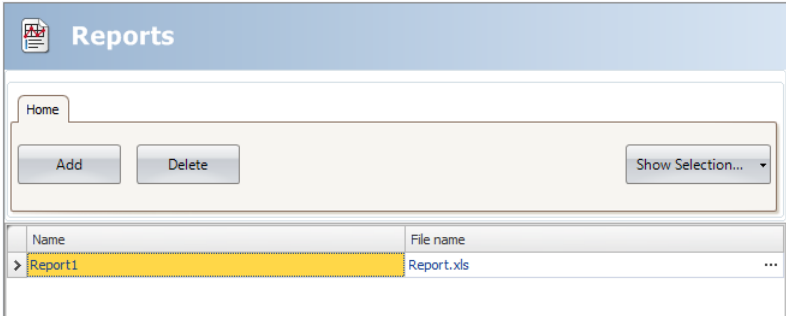 Reports
Home
Add Delete Show Selection...
Name File name
Report1 Report.xls ...